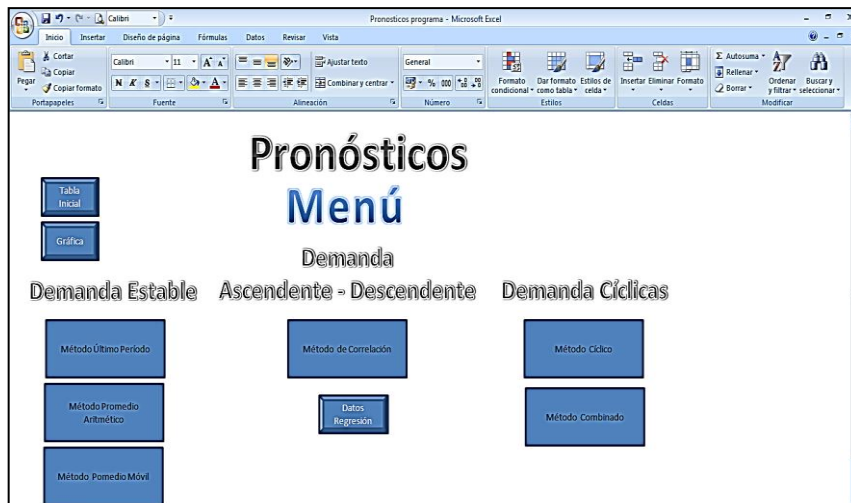 Calibri
Pronosticos programa - Microsoft Excel
Inicio Insertar Diseño de página Fórmulas Datos Revisar Vista
Pegar
Cortar
Copiar
Copiar formato
Portapapeles
Calibri 11
N K S
Fuente
Ajustar texto
Combinar y centrar
Alineación
General
% 000
Número
Formato condicional
Dar formato como tabla
Estilos de celda
Estilos
Insertar Eliminar Formato
Celdas
Σ Autosuma
Rellenar
Borrar
Ordenar y filtrar
Buscar y seleccionar
Modificar
Pronósticos
Menú
Tabla
Inicial
Gráfica
Demanda Estable
Demanda
Ascendente - Descendente
Demanda Cíclicas
Método Último Período
Método Promedio
Aritmético
Método Pomedio Móvil
Método de Correlación
Datos
Regresión
Método Cíclico
Método Combinado